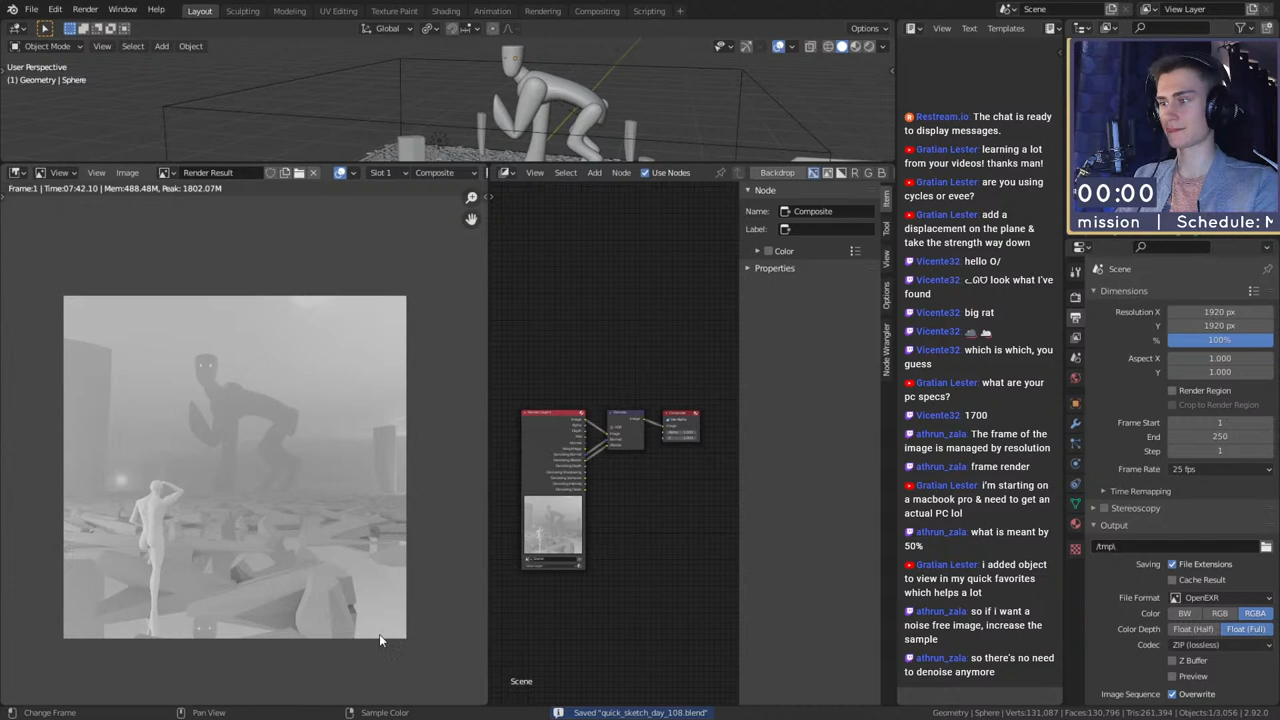 File Edit Render Window Help Layout Sculpting Modeling UV Editing Texture Paint Shading Animation Rendering Compositing Scripting + Scene View Layer
Global Options
Object Mode View Select Add Object
User Perspective
(1) Geometry | Sphere
View Text Templates
View View Image Render Result Slot 1 Composite
View Select Add Node Use Nodes Backdrop R G B
Frame:1 | Time:07:42.10 | Mem:488.48M, Peak: 1802.07M
Node
Name: Composite
Label:
Color
Properties
Item
Tool
View
Options
Node Wrangler
Scene
Restream.io The chat is ready
to display messages.
Gratian Lester: learning a lot
from your videos! thanks man!
Gratian Lester: are you using
cycles or evee?
Gratian Lester: add a
displacement on the plane &
take the strength way down
Vicente32: hello O/
Vicente32: look what I've
found
Vicente32: big rat
Vicente32:
Vicente32: which is which, you
guess
Gratian Lester: what are your
pc specs?
Vicente32: 1700
athrun_zala: The frame of the
image is managed by resolution
athrun_zala: frame render
Gratian Lester: i'm starting on
a macbook pro & need to get an
actual PC lol
athrun_zala: what is meant by
50%
Gratian Lester: i added object
to view in my quick favorites
which helps a lot
athrun_zala: so if i want a
noise free image, increase the
sample
athrun_zala: so there's no need
to denoise anymore
00:00
mission | Schedule: M
Scene
Dimensions
Resolution X 1920 px
Y 1920 px
% 100%
Aspect X 1.000
Y 1.000
Render Region
Crop to Render Region
Frame Start 1
End 250
Step 1
Frame Rate 25 fps
Time Remapping
Stereoscopy
Output
/tmp\
Saving File Extensions
Cache Result
File Format OpenEXR
Color BW RGB RGBA
Color Depth Float (Half) Float (Full)
Codec ZIP (lossless)
Z Buffer
Preview
Image Sequence Overwrite
Change Frame Pan View Sample Color Saved "quick_sketch_day_108.blend" Geometry | Sphere | Verts:131,087 | Faces:130,796 | Tris:261,394 | Objects:1/3,056 | 2.92.0